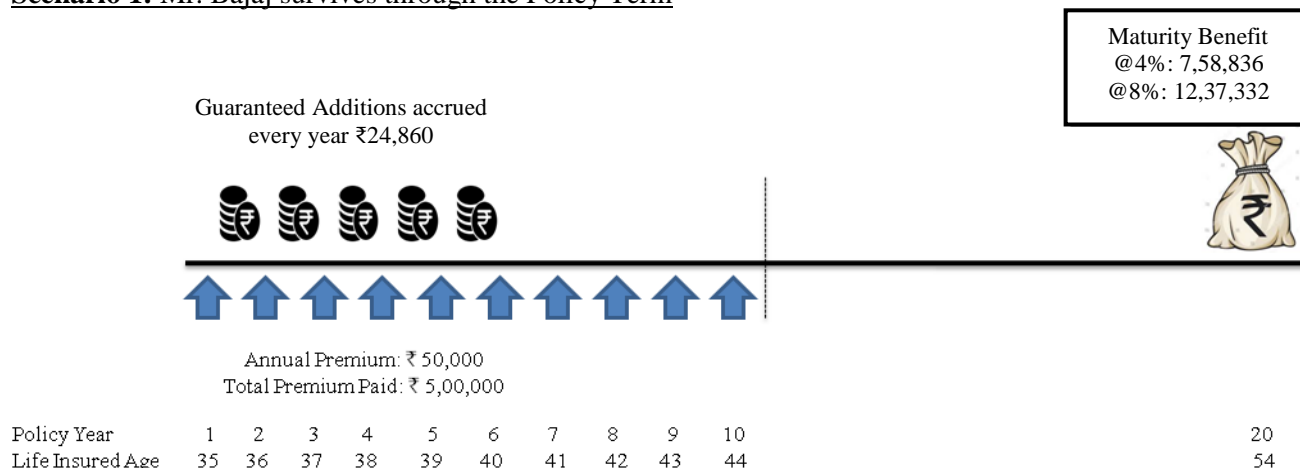 Scenario 1: Mr. Bajaj survives through the Policy Term
Maturity Benefit
@4%: 7,58,836
@8%: 12,37,332
Guaranteed Additions accrued
every year ₹24,860
₹ ₹ ₹ ₹ ₹
₹
Annual Premium: ₹ 50,000
Total Premium Paid: ₹ 5,00,000
Policy Year 1 2 3 4 5 6 7 8 9 10 20
Life Insured Age 35 36 37 38 39 40 41 42 43 44 54